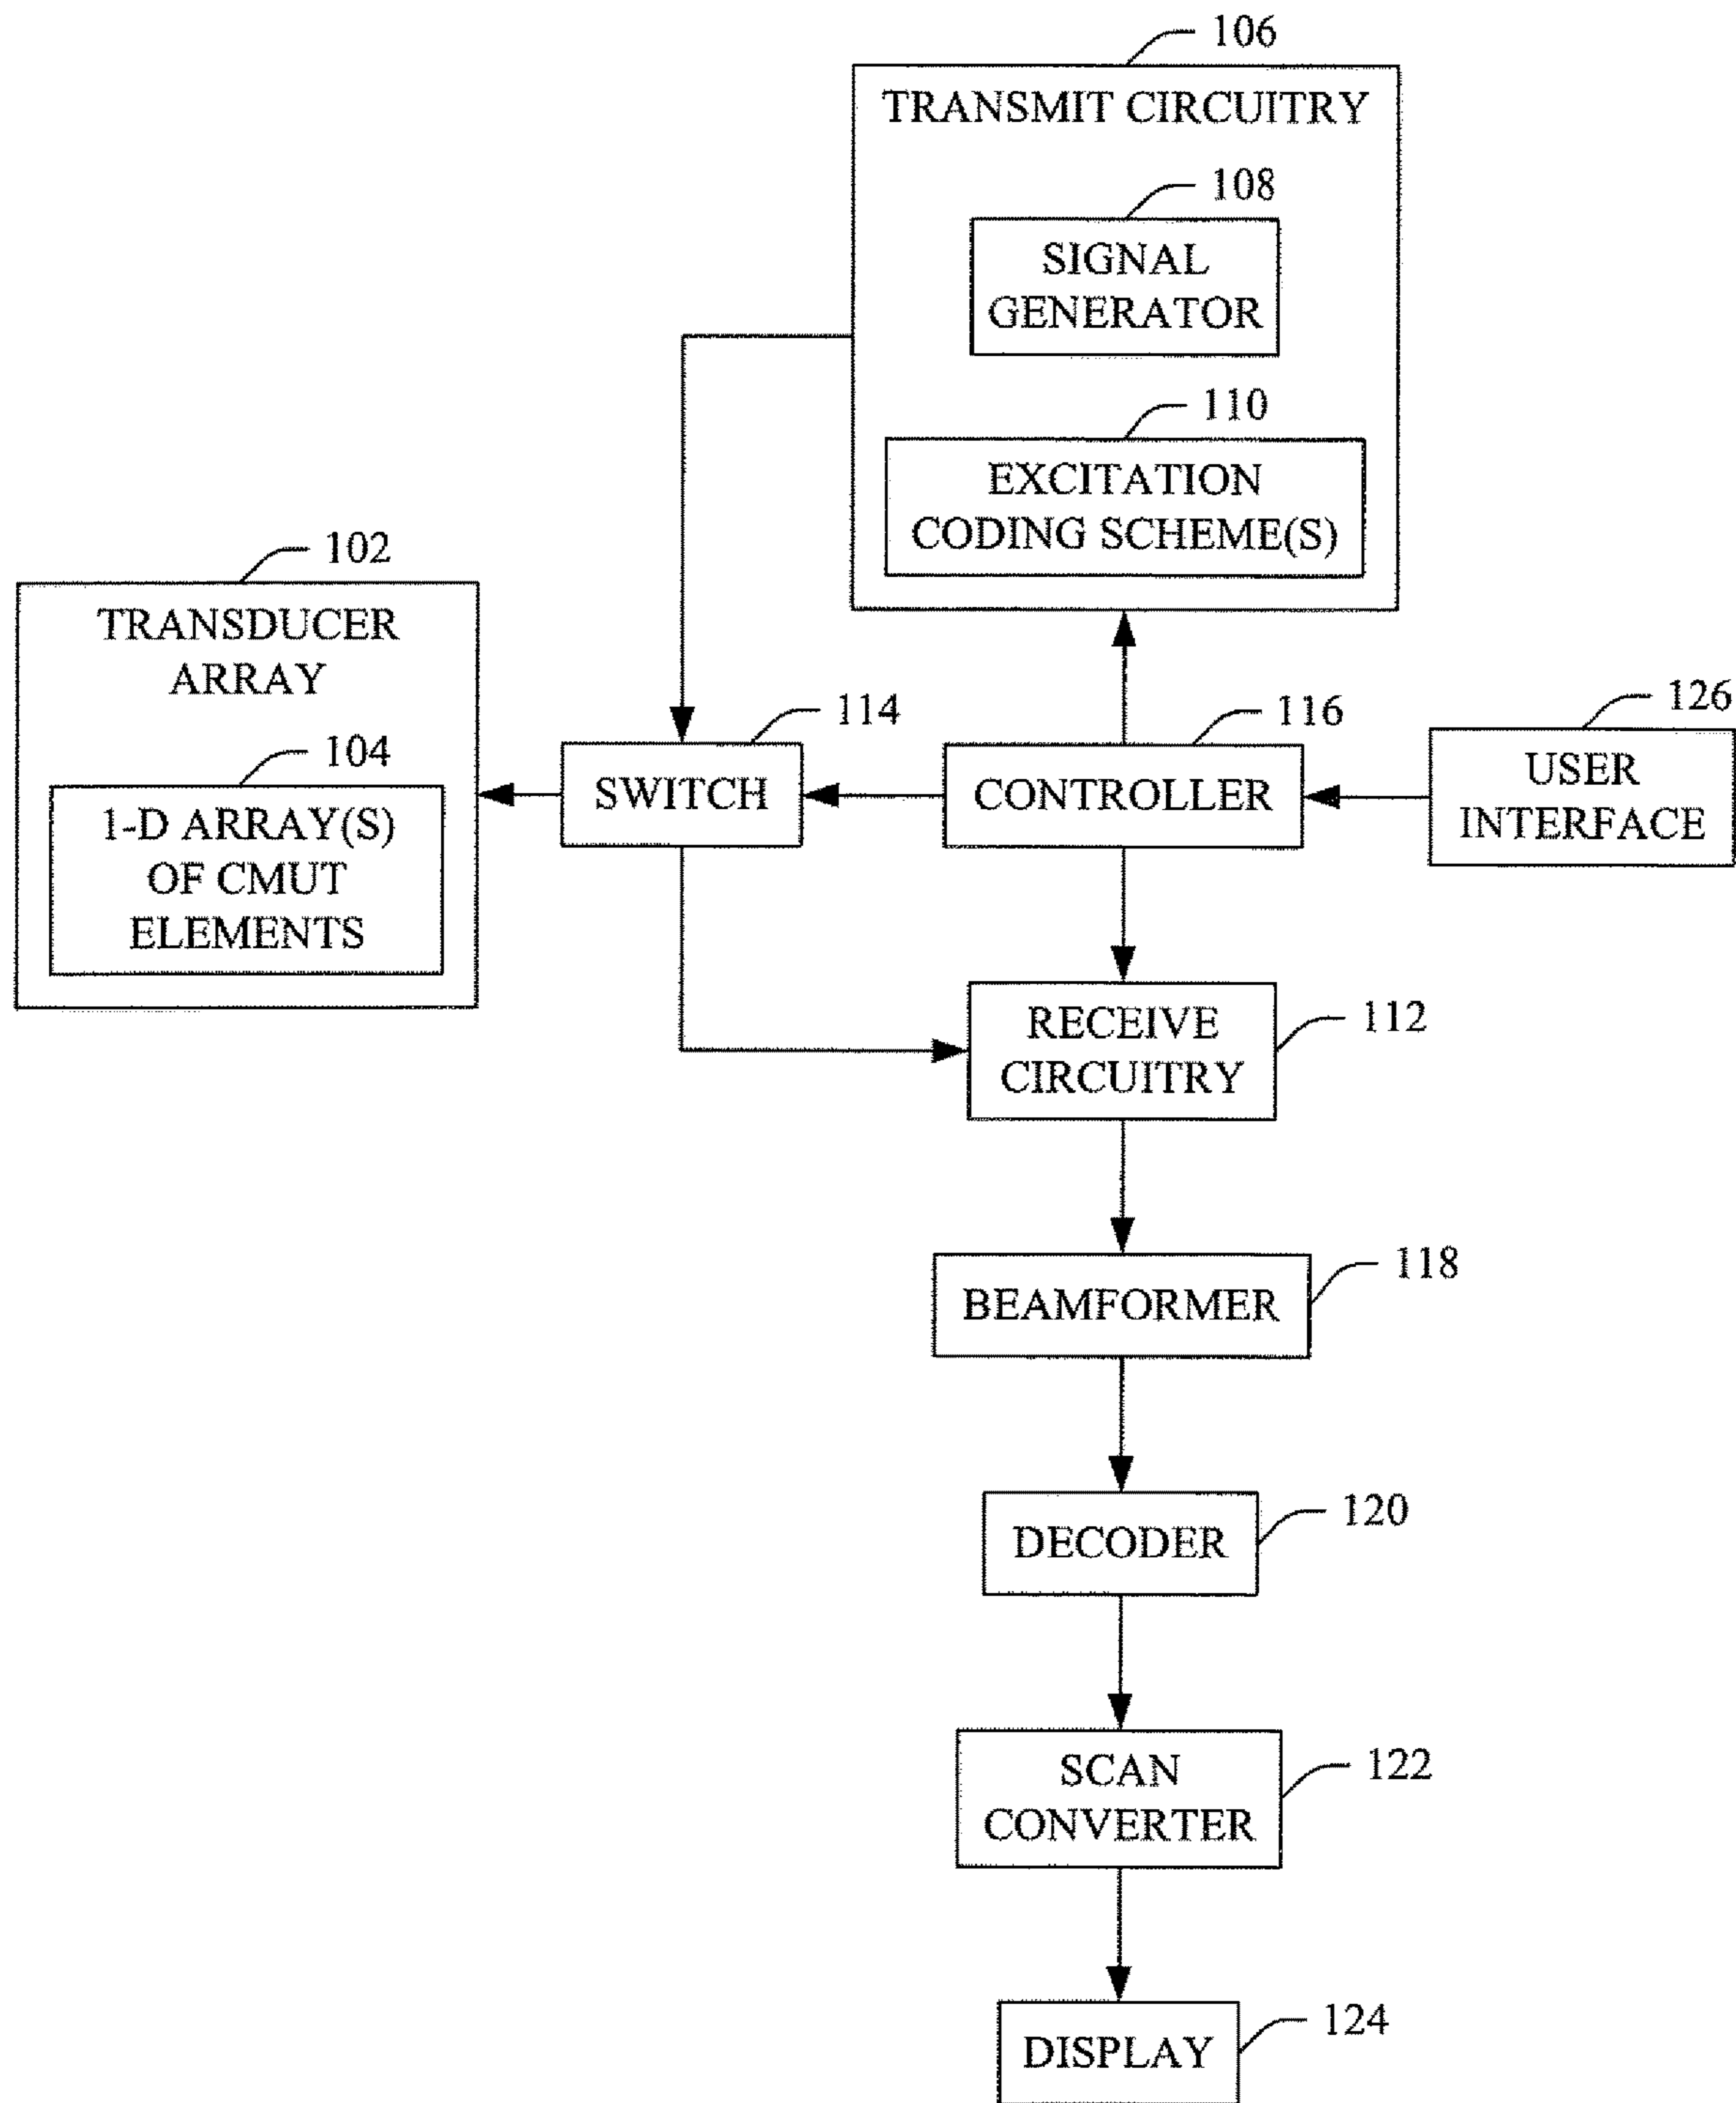 106
TRANSMIT CIRCUITRY
108
SIGNAL
GENERATOR
110
EXCITATION
CODING SCHEME(S)
102
TRANSDUCER
ARRAY
104
1-D ARRAY(S)
OF CMUT
ELEMENTS
114
SWITCH
116
CONTROLLER
126
USER
INTERFACE
RECEIVE
CIRCUITRY
112
BEAMFORMER
118
DECODER
120
SCAN
CONVERTER
122
DISPLAY
124